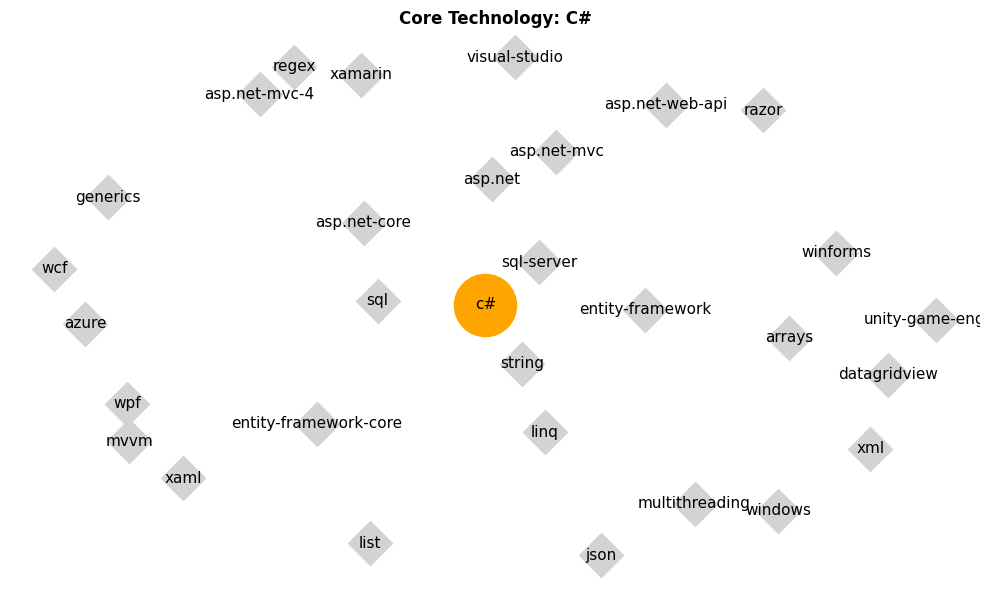 Core Technology: C#
visual-studio
regex
xamarin
asp.net-mvc-4
asp.net-web-api
razor
asp.net-mvc
asp.net
generics
asp.net-core
winforms
sql-server
wcf
sql
c#
entity-framework
unity-game-eng
azure
arrays
string
datagridview
wpf
entity-framework-core
linq
mvvm
xml
xaml
multithreading
windows
list
json